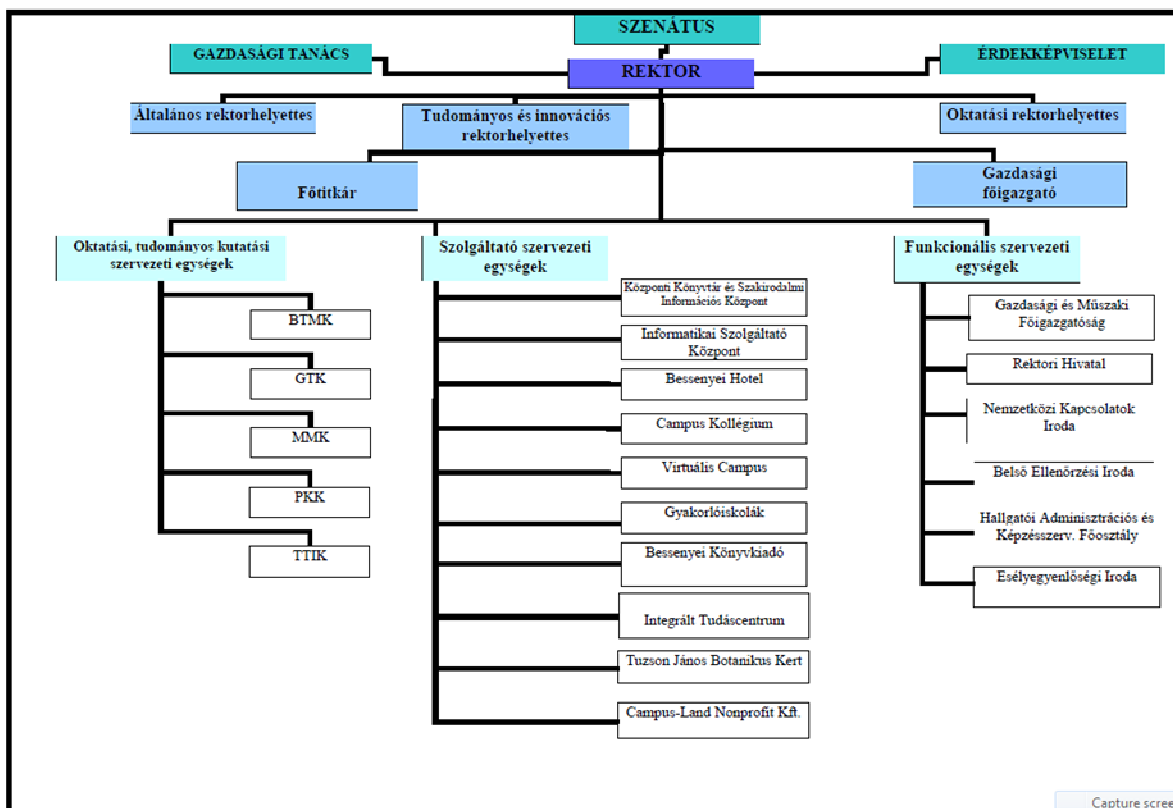 SZENÁTUS
GAZDASÁGI TANÁCS
REKTOR
ÉRDEKKÉPVISELET
Általános rektorhelyettes
Tudományos és innovációs
rektorhelyettes
Oktatási rektorhelyettes
Főtitkár
Gazdasági
főigazgató
Oktatási, tudományos kutatási
szervezeti egységek
BTMK
GTK
MMK
PKK
TTIK
Szolgáltató szervezeti
egységek
Központi Könyvtár és Szakirodalmi
Információs Központ
Informatikai Szolgáltató
Központ
Bessenyei Hotel
Campus Kollégium
Virtuális Campus
Gyakorlóiskolák
Bessenyei Könyvkiadó
Integrált Tudáscentrum
Tuzson János Botanikus Kert
Campus-Land Nonprofit Kft.
Funkcionális szervezeti
egységek
Gazdasági és Műszaki
Főigazgatóság
Rektori Hivatal
Nemzetközi Kapcsolatok
Iroda
Belső Ellenőrzési Iroda
Hallgatói Adminisztrációs és
Képzésszerv. Főosztály
Esélyegyenlőségi Iroda
Capture scree